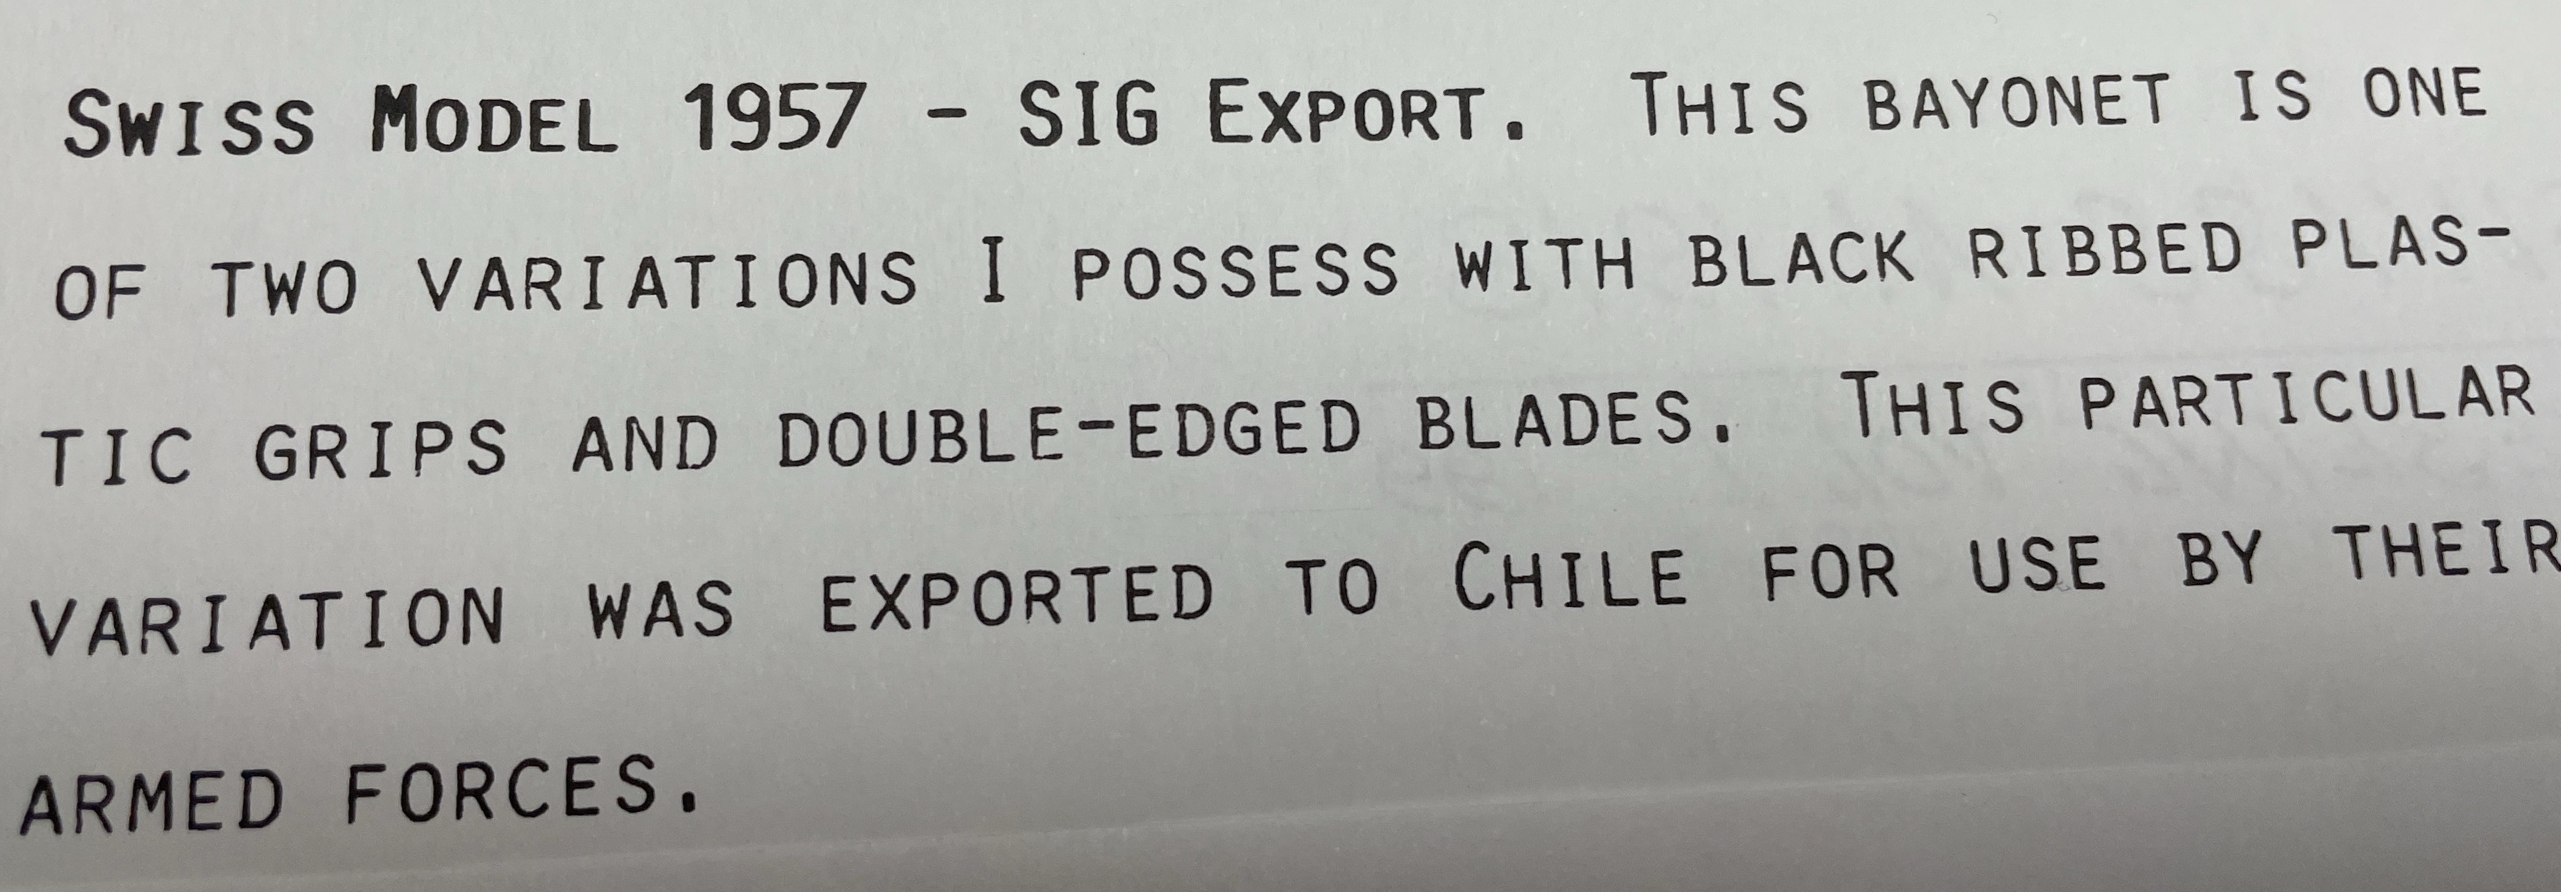 SWISS MODEL 1957 - SIG EXPORT.  THIS BAYONET IS ONE
OF TWO VARIATIONS I POSSESS WITH BLACK RIBBED PLAS-
TIC GRIPS AND DOUBLE-EDGED BLADES.  THIS PARTICULAR
VARIATION WAS EXPORTED TO CHILE FOR USE BY THEIR
ARMED FORCES.